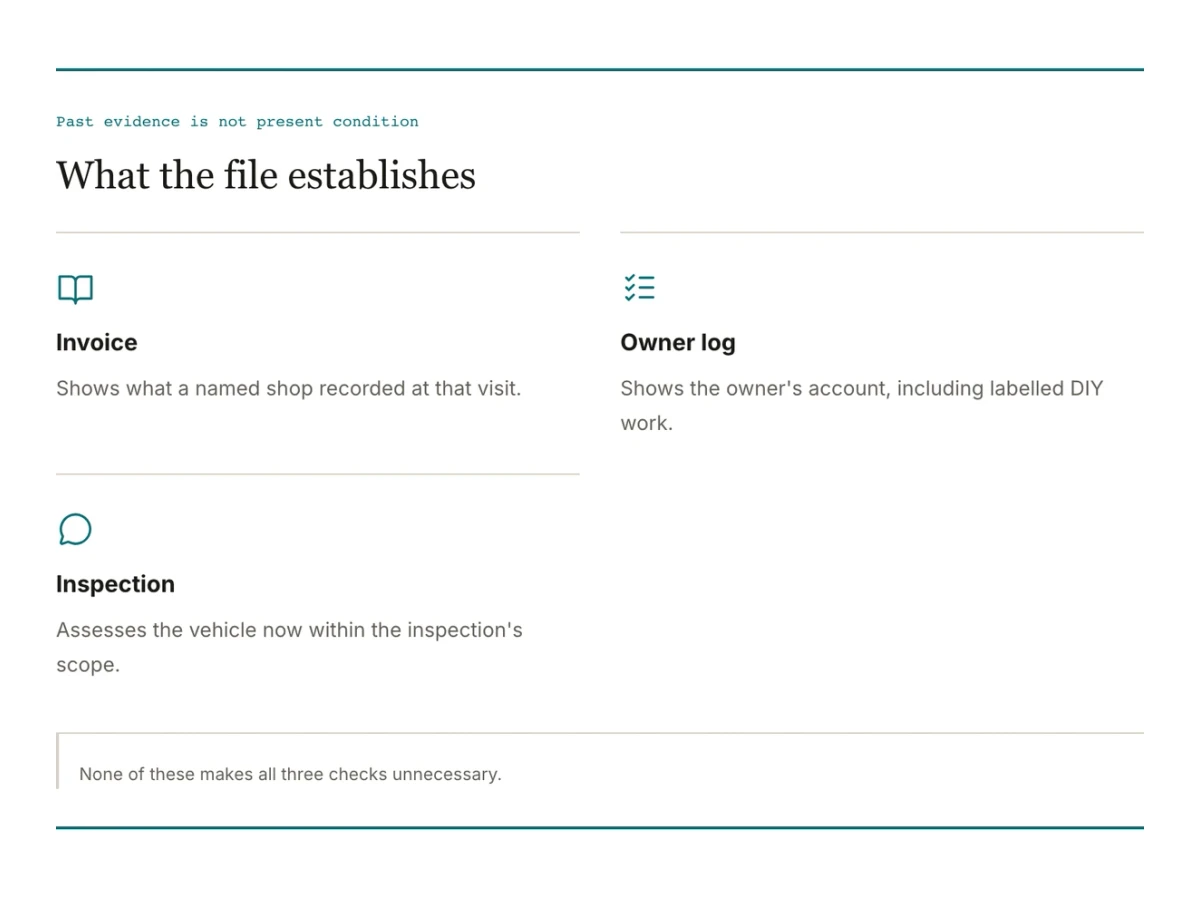 Past evidence is not present condition
What the file establishes
Invoice
Shows what a named shop recorded at that visit.
Owner log
Shows the owner's account, including labelled DIY
work.
Inspection
Assesses the vehicle now within the inspection's
scope.
None of these makes all three checks unnecessary.